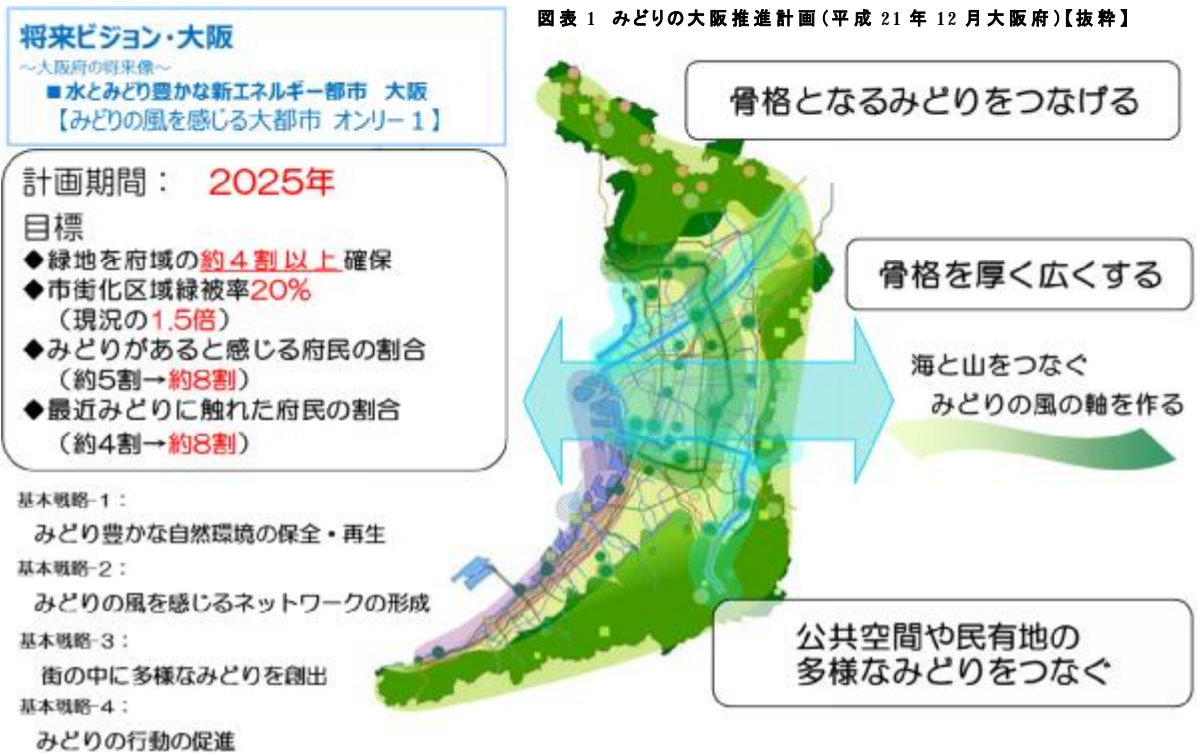 図表 1 みどりの大阪推進計画(平成 21 年 12 月大阪府)【抜粋】
将来ビジョン・大阪
～大阪府の将来像～
■水とみどり豊かな新エネルギー都市 大阪
【みどりの風を感じる大都市 オンリー1】
計画期間： 2025年
目標
◆緑地を府域の約４割以上確保
◆市街化区域緑被率20%
（現況の1.5倍）
◆みどりがあると感じる府民の割合
（約5割→約8割）
◆最近みどりに触れた府民の割合
（約4割→約8割）
基本戦略-1：
みどり豊かな自然環境の保全・再生
基本戦略-2：
みどりの風を感じるネットワークの形成
基本戦略-3：
街の中に多様なみどりを創出
基本戦略-4：
みどりの行動の促進
骨格となるみどりをつなげる
骨格を厚く広くする
海と山をつなぐ
みどりの風の軸を作る
公共空間や民有地の
多様なみどりをつなぐ